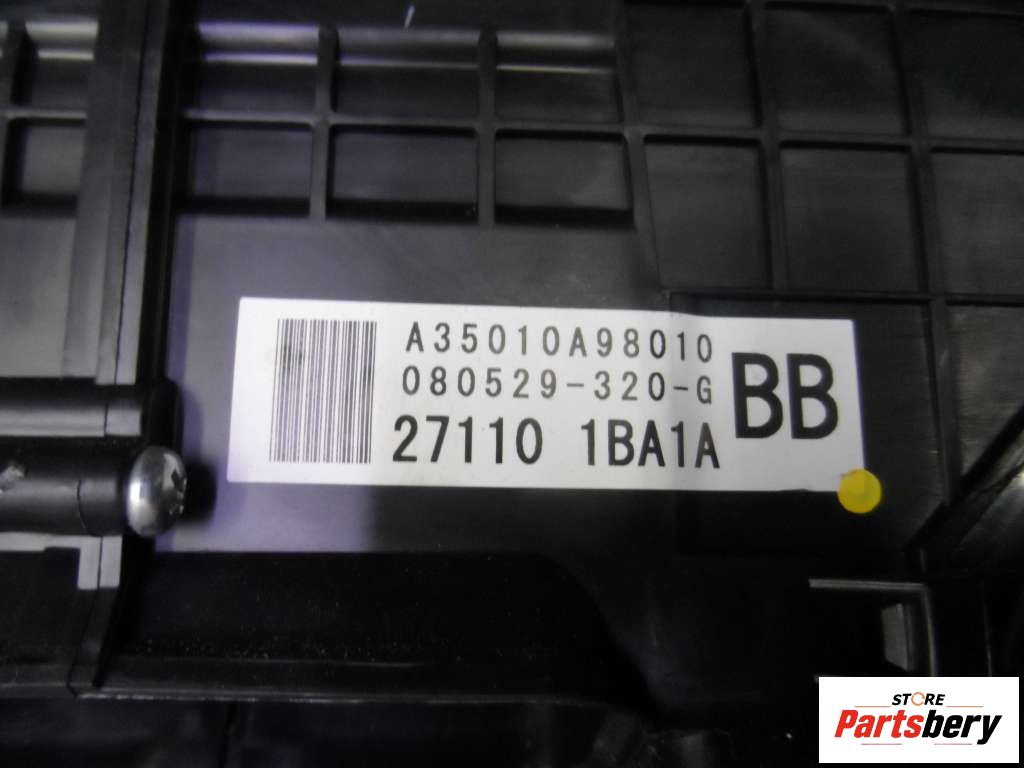 A35010A98010
080529-320-G
27110 1BA1A
BB
STORE
Partsbery